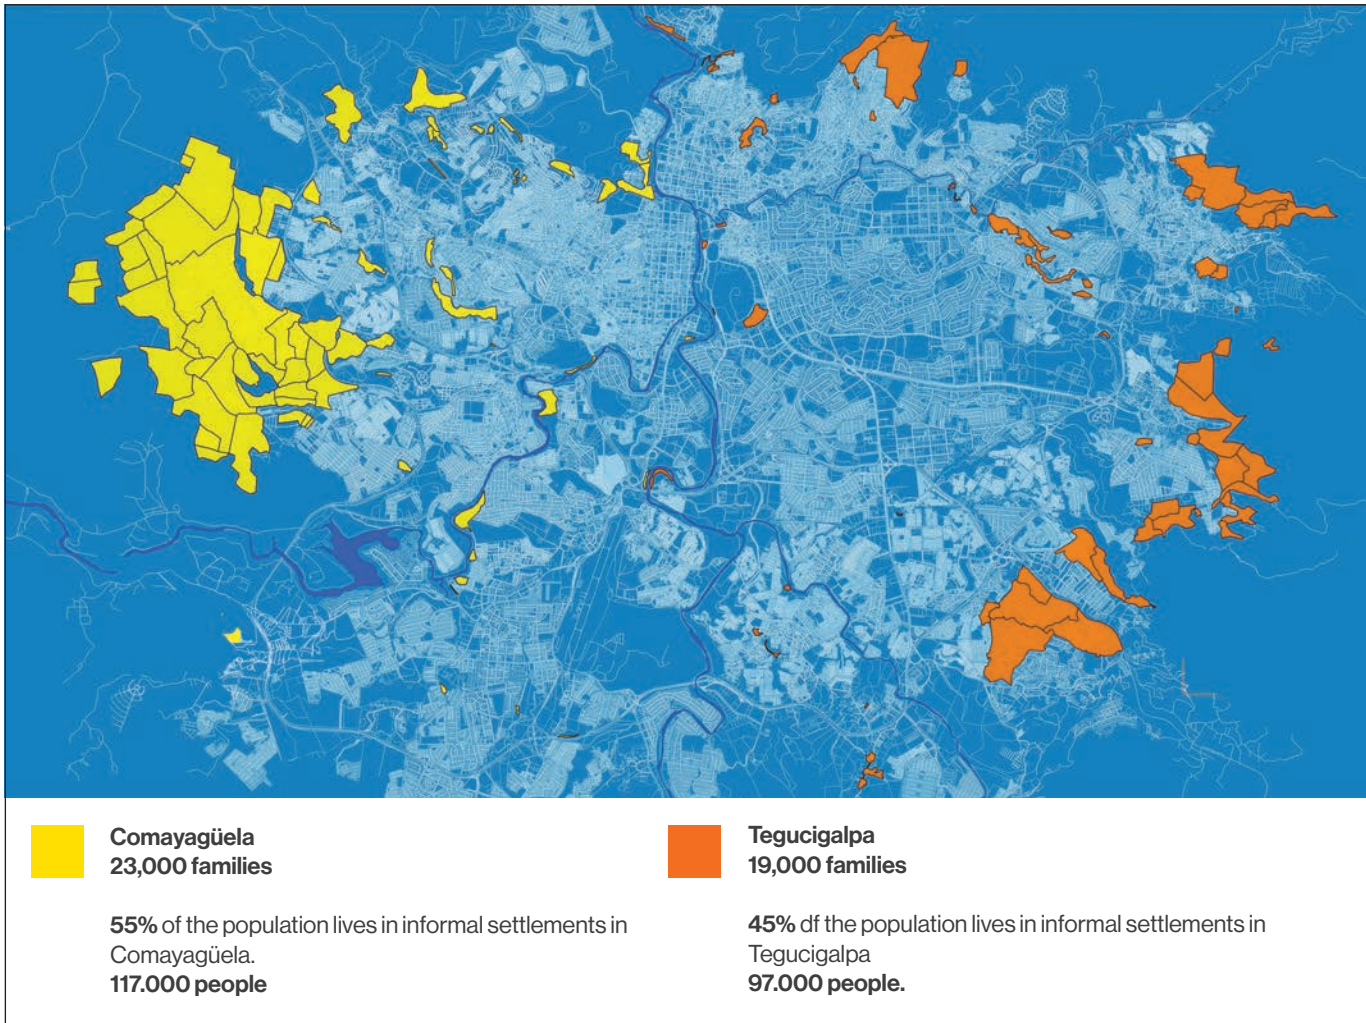 Comayagüela
23,000 families
55% of the population lives in informal settlements in
Comayagüela.
117.000 people
Tegucigalpa
19,000 families
45% df the population lives in informal settlements in
Tegucigalpa
97.000 people.